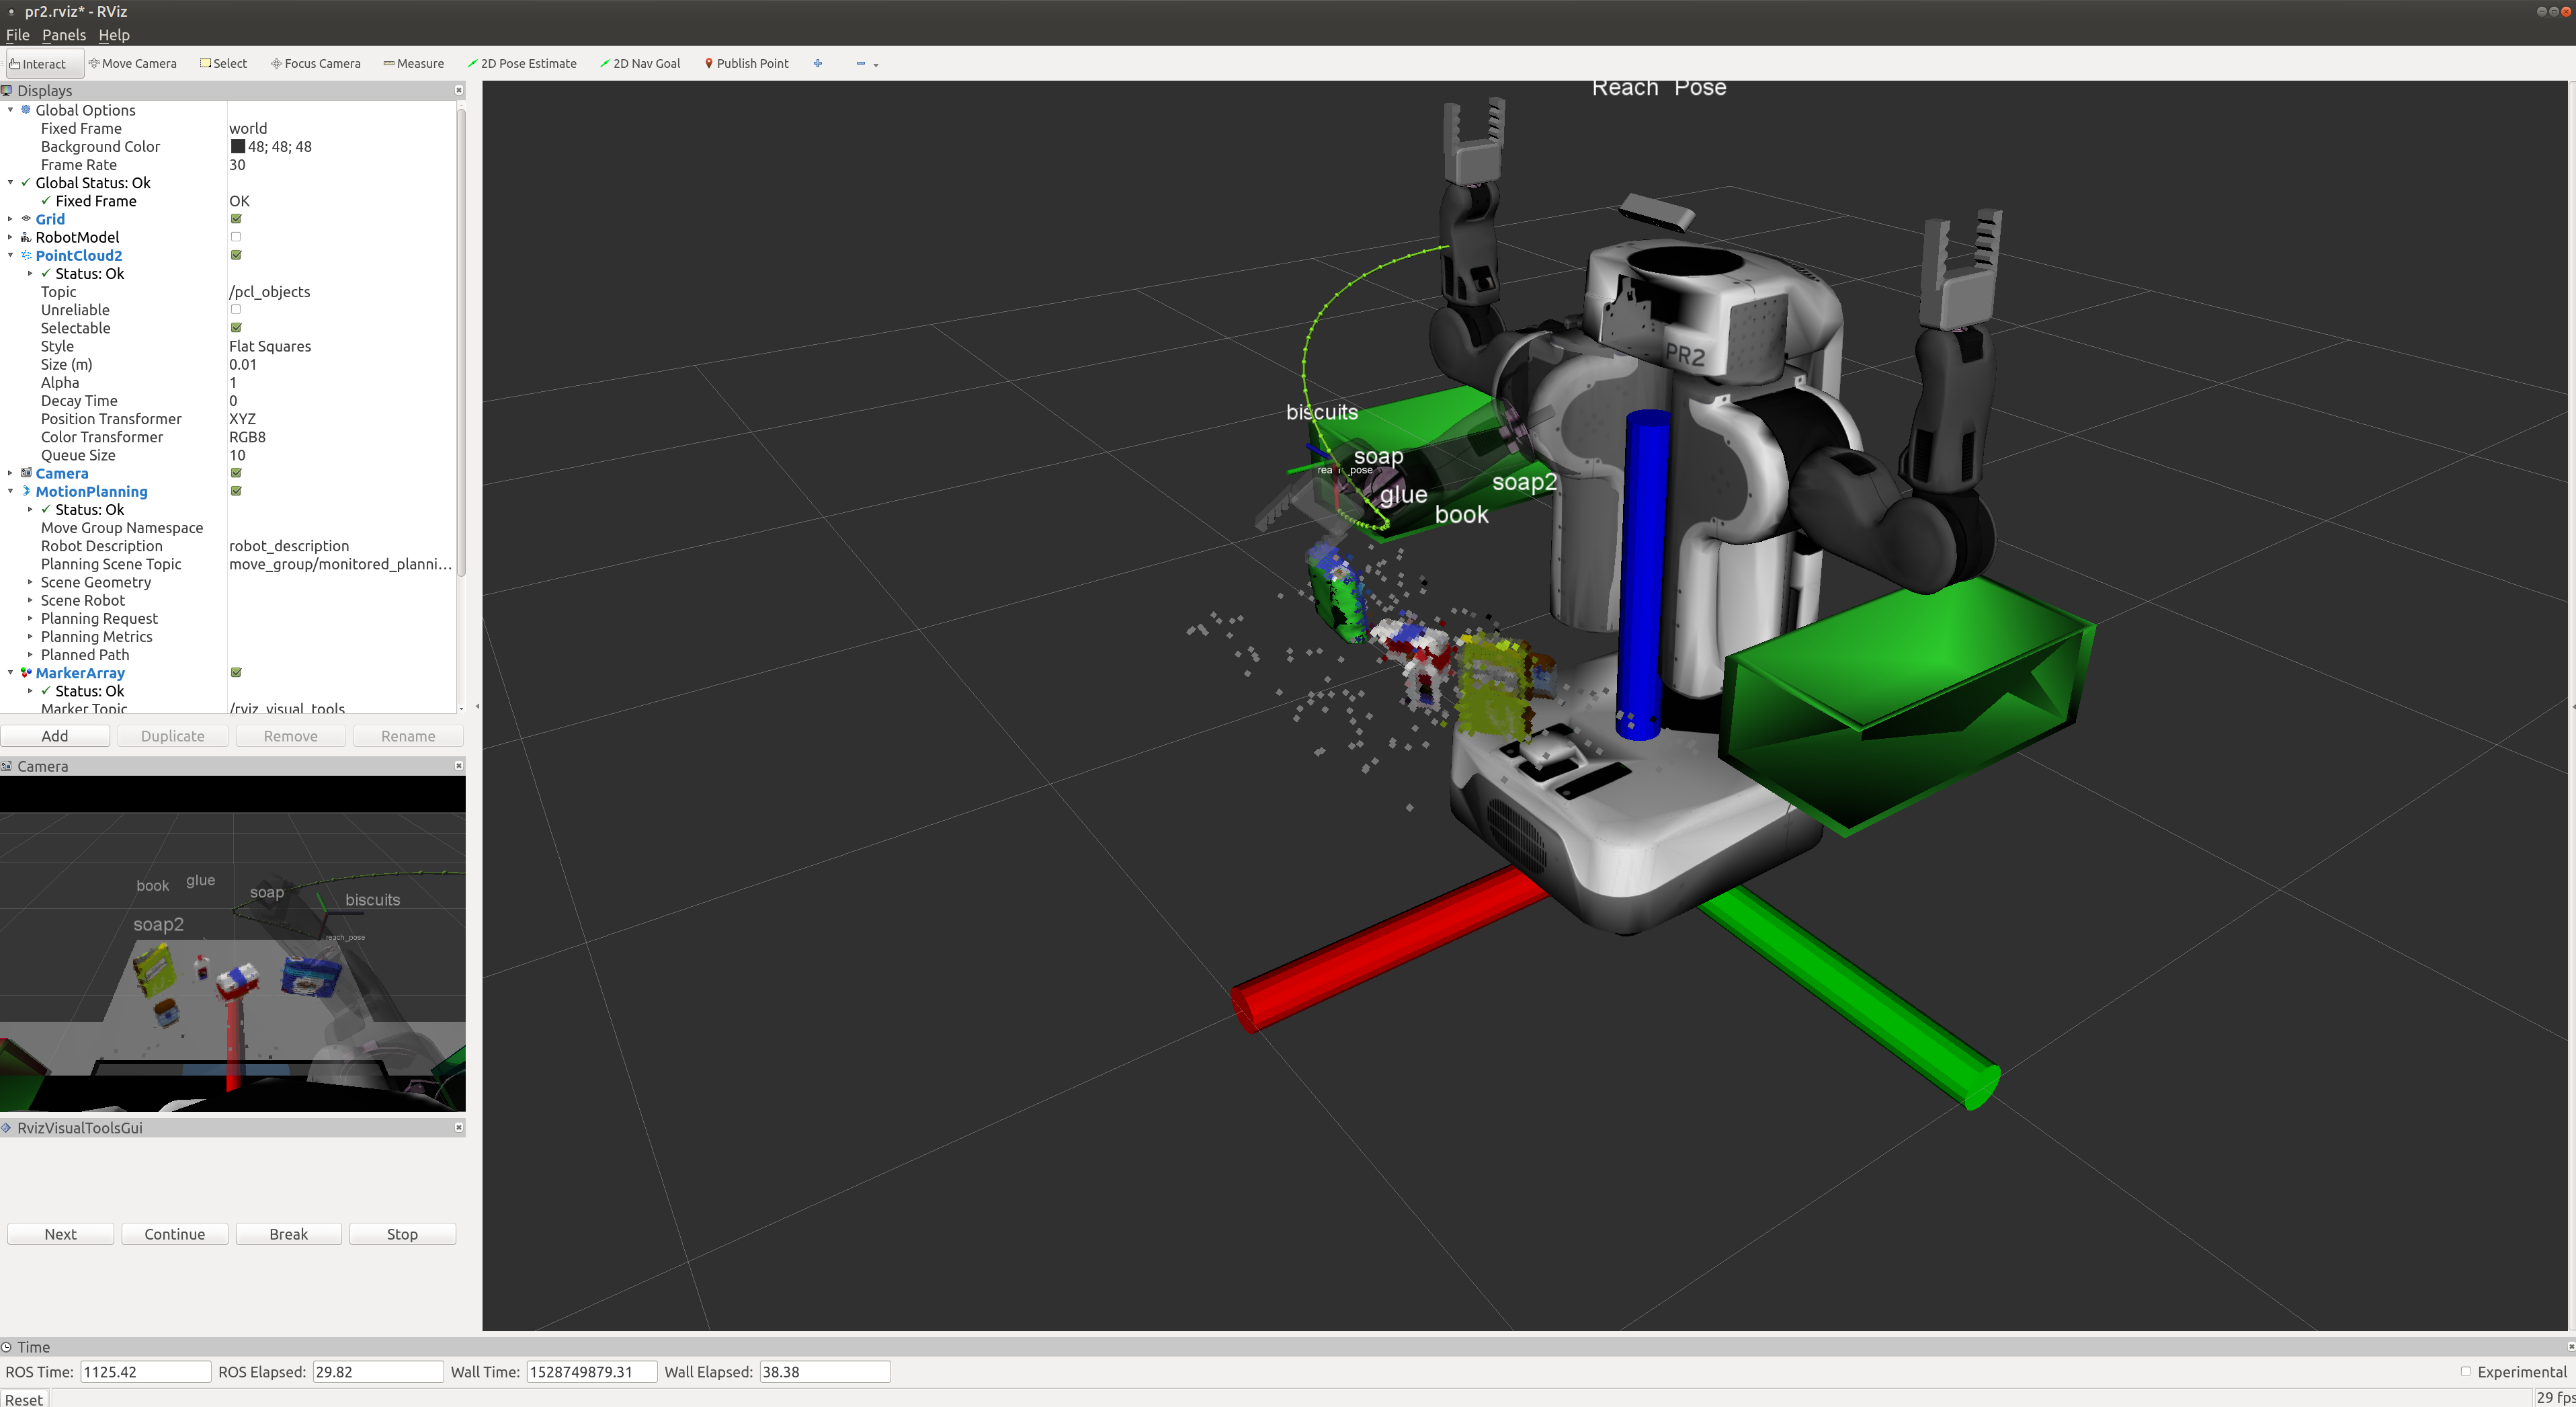 pr2.rviz* - RViz
File Panels Help
Interact Move Camera Select Focus Camera Measure 2D Pose Estimate 2D Nav Goal Publish Point
Displays
Global Options
Fixed Frame world
Background Color 48; 48; 48
Frame Rate 30
Global Status: Ok
Fixed Frame OK
Grid
RobotModel
PointCloud2
Status: Ok
Topic /pcl_objects
Unreliable
Selectable
Style Flat Squares
Size (m) 0.01
Alpha 1
Decay Time 0
Position Transformer XYZ
Color Transformer RGB8
Queue Size 10
Camera
MotionPlanning
Status: Ok
Move Group Namespace
Robot Description robot_description
Planning Scene Topic move_group/monitored_planni...
Scene Geometry
Scene Robot
Planning Request
Planning Metrics
Planned Path
MarkerArray
Status: Ok
Marker Topic /rviz_visual_tools
Add Duplicate Remove Rename
Camera
book glue soap biscuits
soap2
reach_pose
RvizVisualToolsGui
Next Continue Break Stop
Reach Pose
PR2
biscuits
soap
glue
soap2
book
Time
ROS Time: 1125.42 ROS Elapsed: 29.82 Wall Time: 1528749879.31 Wall Elapsed: 38.38 Experimental
Reset 29 fps